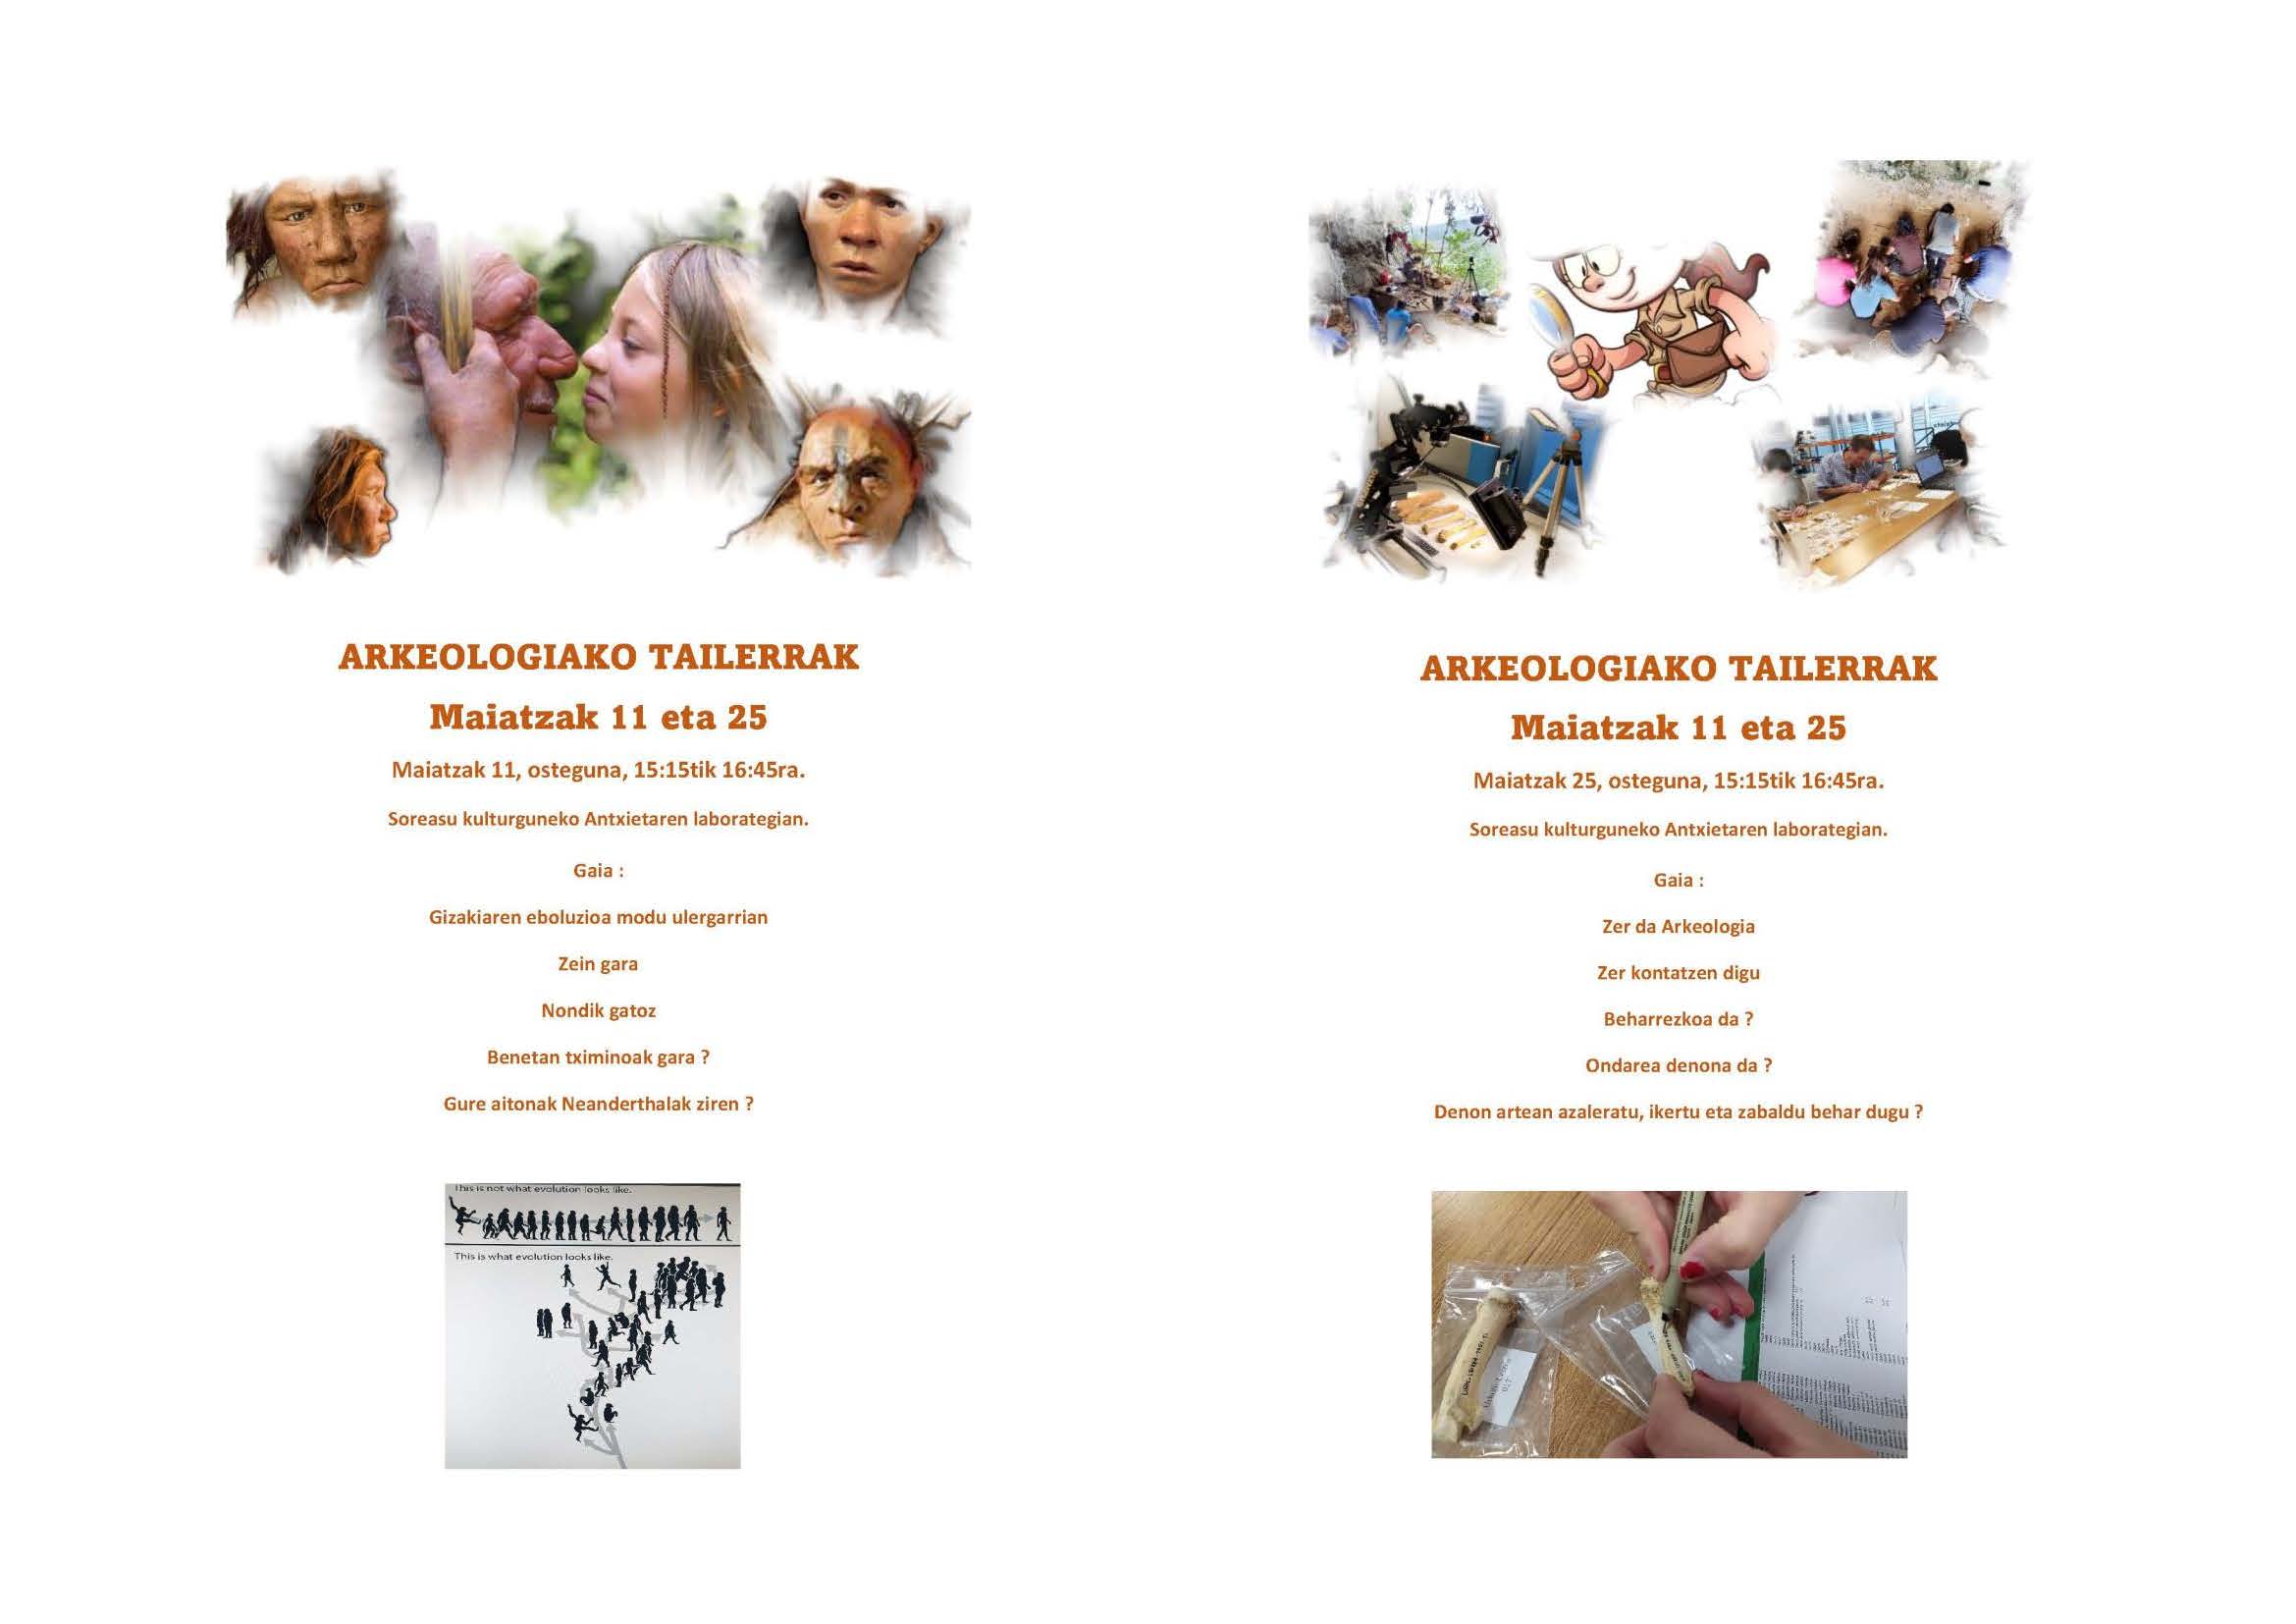 ARKEOLOGIAKO TAILERRAK
Maiatzak 11 eta 25
Maiatzak 11, osteguna, 15:15tik 16:45ra.
Soreasu kulturguneko Antxietaren laborategian.
Gaia :
Gizakiaren eboluzioa modu ulergarrian
Zein gara
Nondik gatoz
Benetan tximinoak gara ?
Gure aitonak Neanderthalak ziren ?
This is not what evolution looks like.
This is what evolution looks like.
ARKEOLOGIAKO TAILERRAK
Maiatzak 11 eta 25
Maiatzak 25, osteguna, 15:15tik 16:45ra.
Soreasu kulturguneko Antxietaren laborategian.
Gaia :
Zer da Arkeologia
Zer kontatzen digu
Beharrezkoa da ?
Ondarea denona da ?
Denon artean azaleratu, ikertu eta zabaldu behar dugu ?